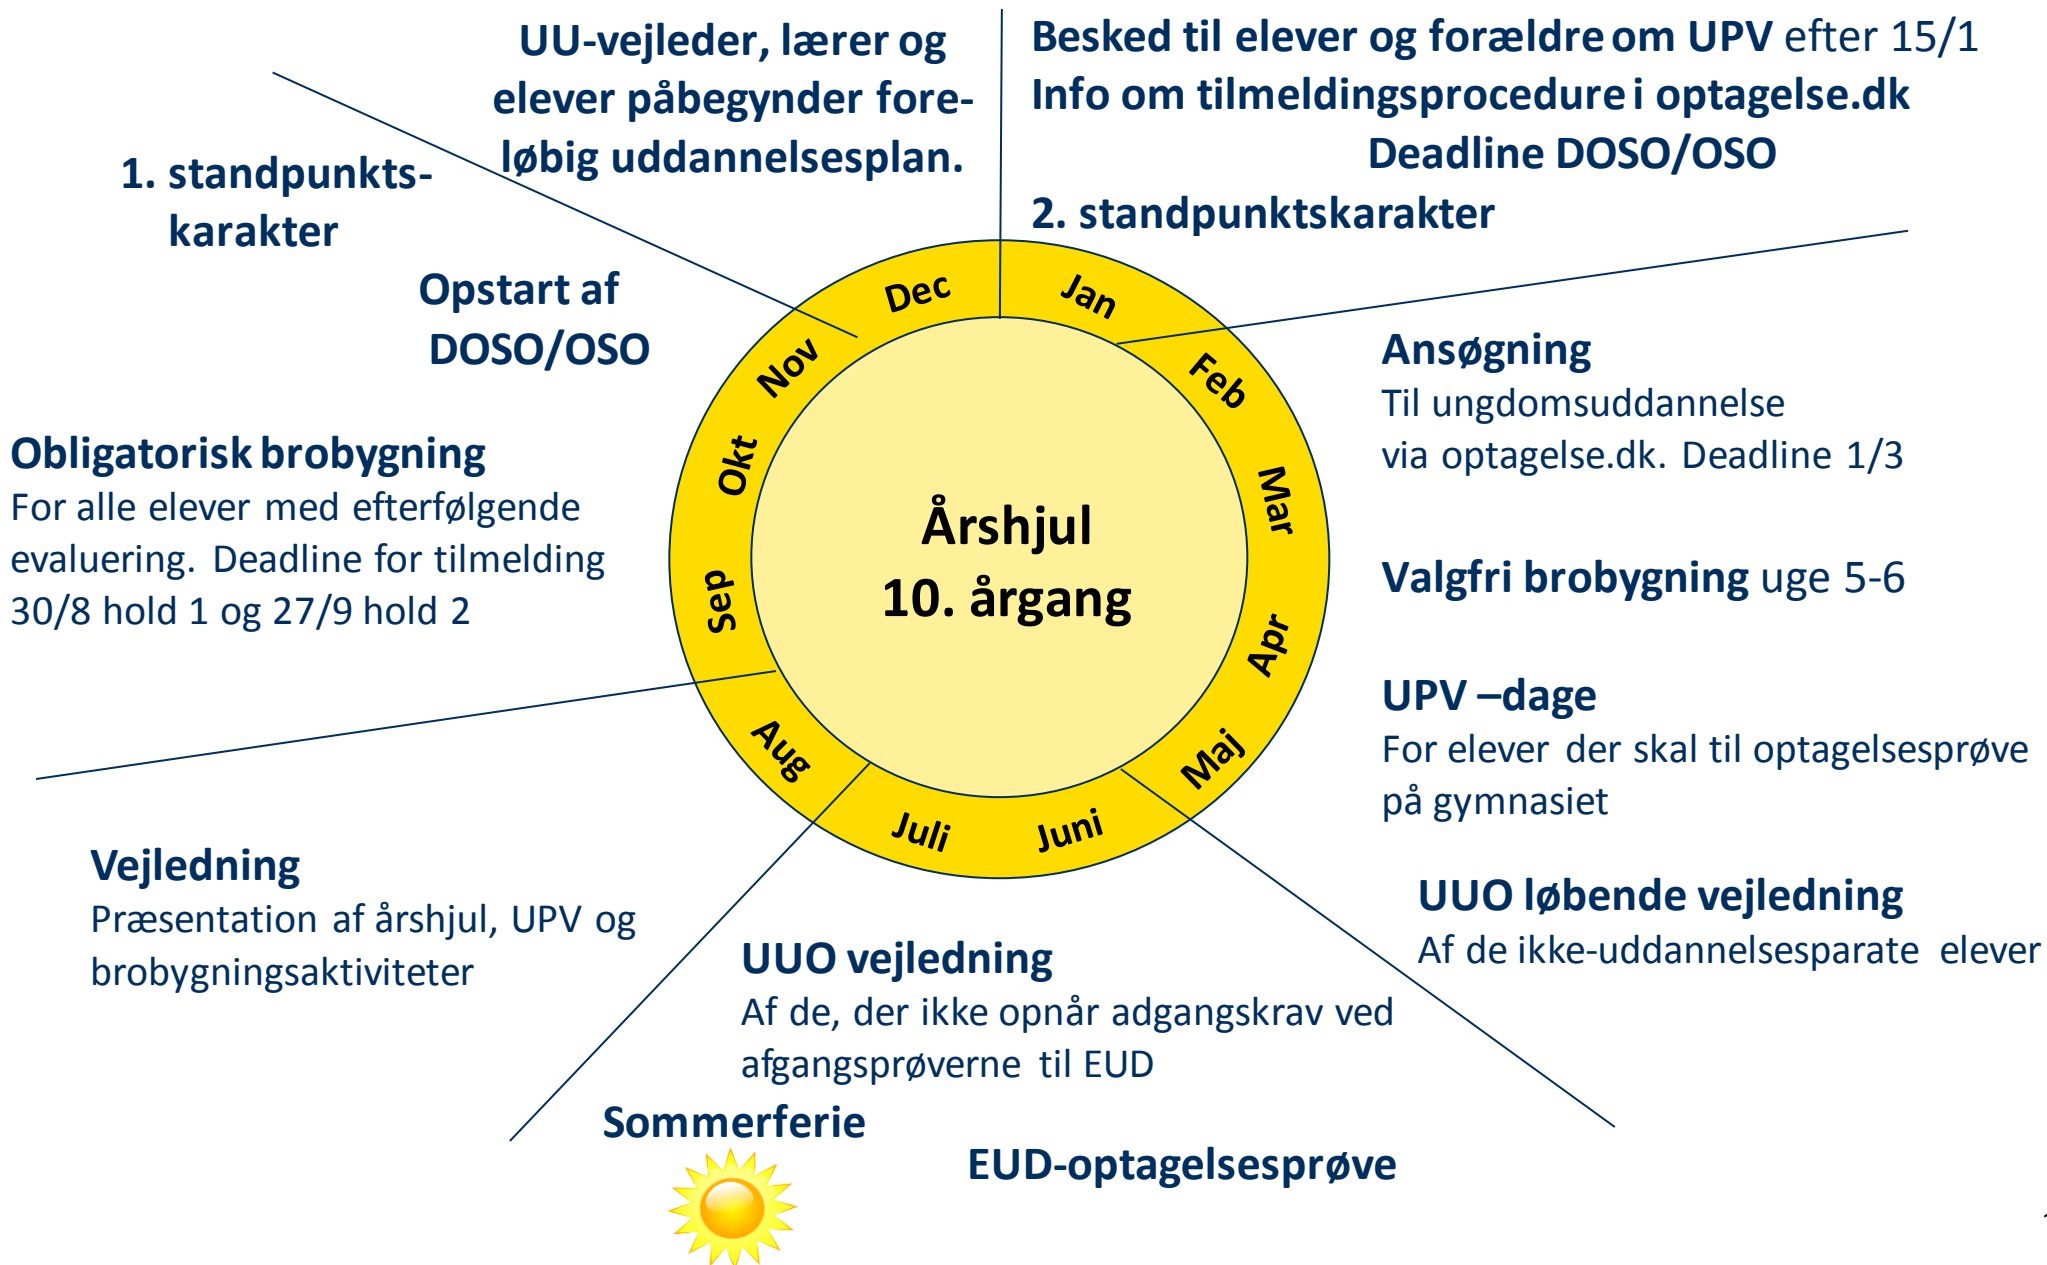 UU-vejleder, lærer og
elever påbegynder fore-
løbig uddannelsesplan.
Besked til elever og forældre om UPV efter 15/1
Info om tilmeldingsprocedure i optagelse.dk
Deadline DOSO/OSO
2. standpunktskarakter
1. standpunkts-
karakter
Opstart af
DOSO/OSO
Obligatorisk brobygning
For alle elever med efterfølgende
evaluering. Deadline for tilmelding
30/8 hold 1 og 27/9 hold 2
Jan
Feb
Mar
Apr
Maj
Juni
Juli
Aug
Sep
Okt
Nov
Dec
Årshjul
10. årgang
Ansøgning
Til ungdomsuddannelse
via optagelse.dk. Deadline 1/3
Valgfri brobygning uge 5-6
UPV –dage
For elever der skal til optagelsesprøve
på gymnasiet
UUO løbende vejledning
Af de ikke-uddannelsesparate elever
Vejledning
Præsentation af årshjul, UPV og
brobygningsaktiviteter
UUO vejledning
Af de, der ikke opnår adgangskrav ved
afgangsprøverne til EUD
Sommerferie
EUD-optagelsesprøve